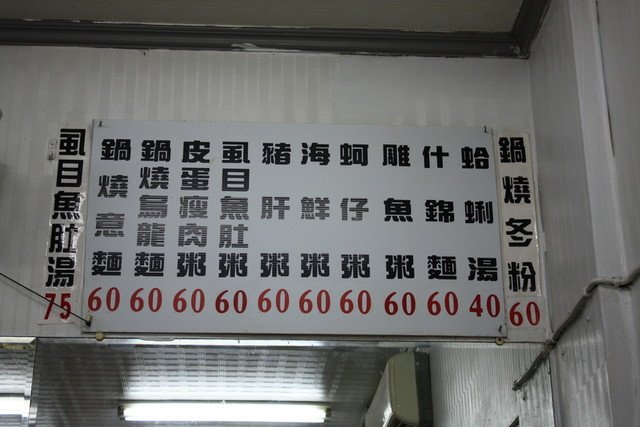 虱目魚肚湯 75
鍋燒意麵 60
鍋燒烏龍麵 60
皮蛋瘦肉粥 60
虱目魚肚粥 60
豬肝粥 60
海鮮粥 60
蚵仔粥 60
鵰魚粥 60
什錦麵 60
蛤蜊湯 40
鍋燒冬粉 60